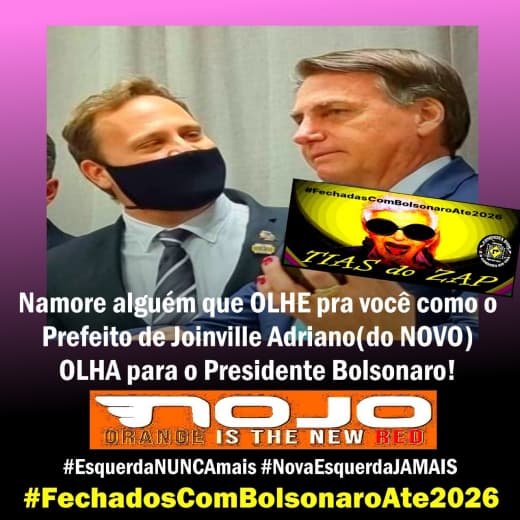 #FechadasComBolsonaroAte2026
TIAS do ZAP
Namore alguém que OLHE pra você como o
Prefeito de Joinville Adriano(do NOVO)
OLHA para o Presidente Bolsonaro!
NOJO
ORANGE IS THE NEW RED
#EsquerdaNUNCAmais #NovaEsquerdaJAMAIS
#FechadosComBolsonaroAte2026